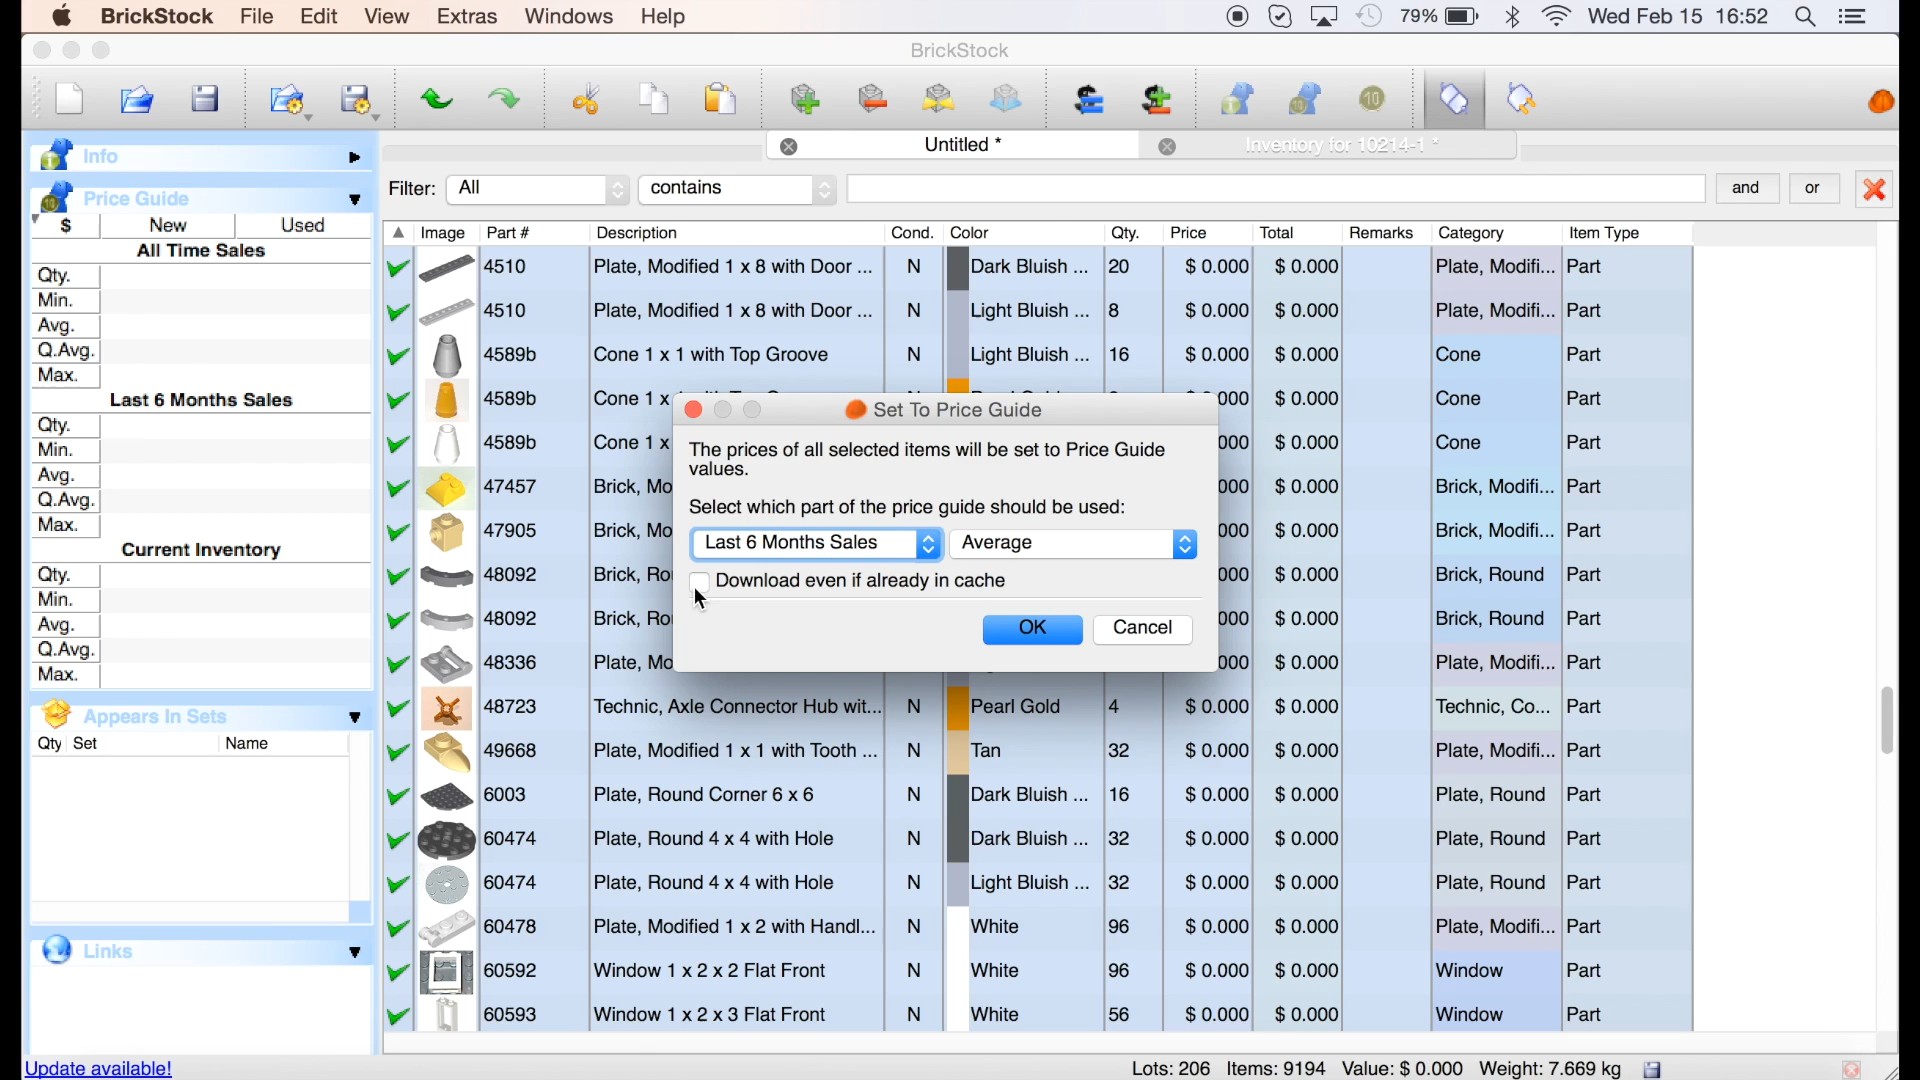 BrickStock File Edit View Extras Windows Help 79% Wed Feb 15 16:52
BrickStock
Info
Untitled *
Inventory for 10214-1 *
Price Guide
Filter: All contains and or
$ New Used
All Time Sales
Qty.
Min.
Avg.
Q.Avg.
Max.
Last 6 Months Sales
Qty.
Min.
Avg.
Q.Avg.
Max.
Current Inventory
Qty.
Min.
Avg.
Q.Avg.
Max.
Appears In Sets
Qty Set Name
Links
Image Part # Description Cond. Color Qty. Price Total Remarks Category Item Type
4510 Plate, Modified 1 x 8 with Door ... N Dark Bluish ... 20 $ 0.000 $ 0.000 Plate, Modifi... Part
4510 Plate, Modified 1 x 8 with Door ... N Light Bluish ... 8 $ 0.000 $ 0.000 Plate, Modifi... Part
4589b Cone 1 x 1 with Top Groove N Light Bluish ... 16 $ 0.000 $ 0.000 Cone Part
4589b Cone 1 x 000 $ 0.000 Cone Part
4589b Cone 1 x 000 $ 0.000 Cone Part
47457 Brick, Mo 000 $ 0.000 Brick, Modifi... Part
47905 Brick, Mo 000 $ 0.000 Brick, Modifi... Part
48092 Brick, Ro 000 $ 0.000 Brick, Round Part
48092 Brick, Ro 000 $ 0.000 Brick, Round Part
48336 Plate, Mo 000 $ 0.000 Plate, Modifi... Part
48723 Technic, Axle Connector Hub wit... N Pearl Gold 4 $ 0.000 $ 0.000 Technic, Co... Part
49668 Plate, Modified 1 x 1 with Tooth ... N Tan 32 $ 0.000 $ 0.000 Plate, Modifi... Part
6003 Plate, Round Corner 6 x 6 N Dark Bluish ... 16 $ 0.000 $ 0.000 Plate, Round Part
60474 Plate, Round 4 x 4 with Hole N Dark Bluish ... 32 $ 0.000 $ 0.000 Plate, Round Part
60474 Plate, Round 4 x 4 with Hole N Light Bluish ... 32 $ 0.000 $ 0.000 Plate, Round Part
60478 Plate, Modified 1 x 2 with Handl... N White 96 $ 0.000 $ 0.000 Plate, Modifi... Part
60592 Window 1 x 2 x 2 Flat Front N White 96 $ 0.000 $ 0.000 Window Part
60593 Window 1 x 2 x 3 Flat Front N White 56 $ 0.000 $ 0.000 Window Part
Set To Price Guide
The prices of all selected items will be set to Price Guide
values.
Select which part of the price guide should be used:
Last 6 Months Sales Average
Download even if already in cache
OK Cancel
Update available! Lots: 206 Items: 9194 Value: $ 0.000 Weight: 7.669 kg